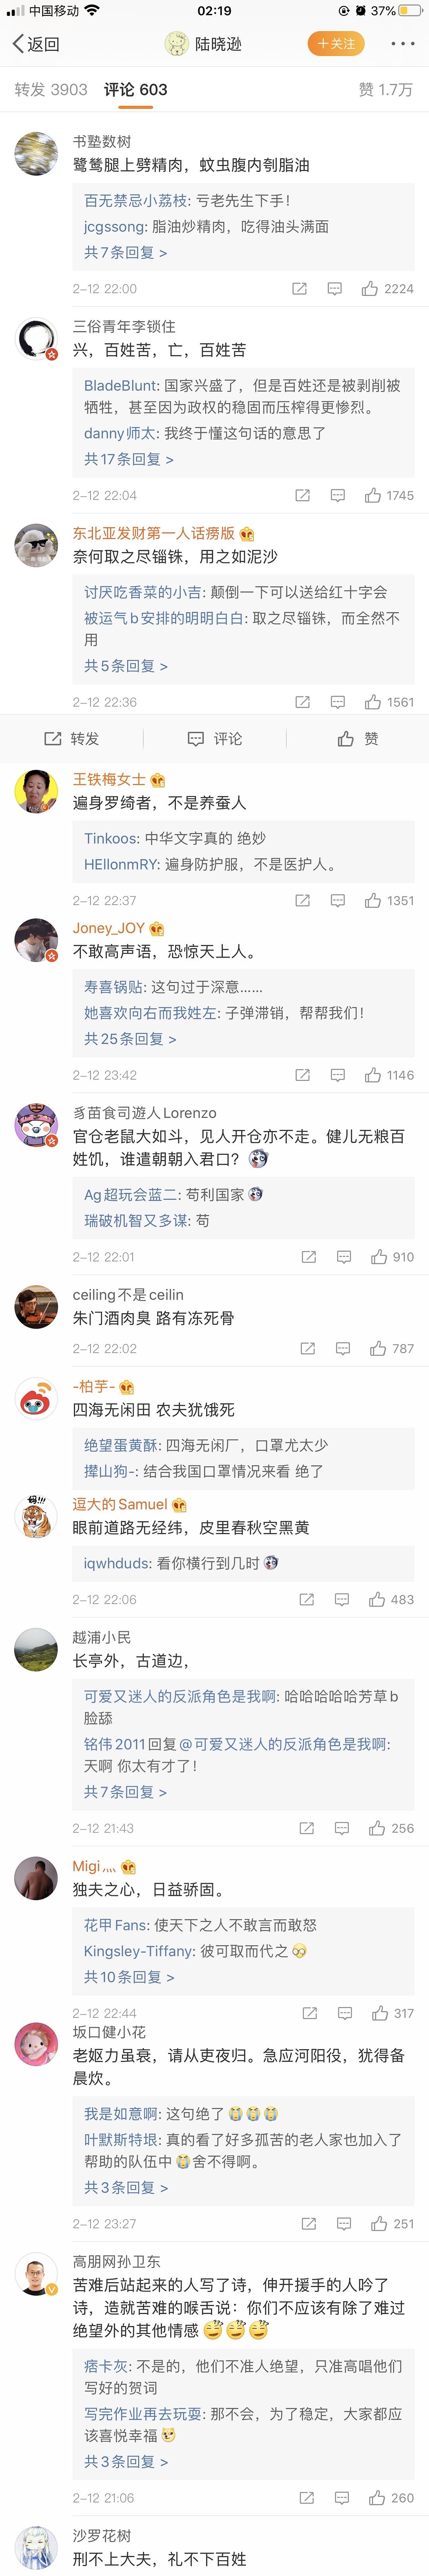 中国移动 02:19 37%
返回 陆晓逊 +关注
转发 3903 评论 603 赞 1.7万
书塾数树
鹭鸶腿上劈精肉，蚊虫腹内刳脂油
百无禁忌小荔枝: 亏老先生下手！
jcgssong: 脂油炒精肉，吃得油头满面
共7条回复 >
2-12 22:00 2224
三俗青年李锁住
兴，百姓苦，亡，百姓苦
BladeBlunt: 国家兴盛了，但是百姓还是被剥削被
牺牲，甚至因为政权的稳固而压榨得更惨烈。
danny师太: 我终于懂这句话的意思了
共17条回复 >
2-12 22:04 1745
东北亚发财第一人话痨版
奈何取之尽锱铢，用之如泥沙
讨厌吃香菜的小吉: 颠倒一下可以送给红十字会
被运气b安排的明明白白: 取之尽锱铢，而全然不
用
共5条回复 >
2-12 22:36 1561
转发 评论 赞
王铁梅女士
遍身罗绮者，不是养蚕人
Tinkoos: 中华文字真的 绝妙
HEllonmRY: 遍身防护服，不是医护人。
2-12 22:37 1351
Joney_JOY
不敢高声语，恐惊天上人。
寿喜锅贴: 这句过于深意……
她喜欢向右而我姓左: 子弹滞销，帮帮我们！
共25条回复 >
2-12 23:42 1146
豸苗食司遊人Lorenzo
官仓老鼠大如斗，见人开仓亦不走。健儿无粮百
姓饥，谁遣朝朝入君口？
Ag超玩会蓝二: 苟利国家
瑞破机智又多谋: 苟
2-12 22:01 910
ceiling不是ceilin
朱门酒肉臭 路有冻死骨
2-12 22:02 787
-柏芋-
四海无闲田 农夫犹饿死
绝望蛋黄酥: 四海无闲厂，口罩尤太少
撵山狗-: 结合我国口罩情况来看 绝了
逗大的Samuel
眼前道路无经纬，皮里春秋空黑黄
iqwhduds: 看你横行到几时
2-12 22:06 483
越浦小民
长亭外，古道边，
可爱又迷人的反派角色是我啊: 哈哈哈哈哈芳草b
脸舔
铭伟2011回复@可爱又迷人的反派角色是我啊:
天啊 你太有才了！
共7条回复 >
2-12 21:43 256
Migi灬
独夫之心，日益骄固。
花甲Fans: 使天下之人不敢言而敢怒
Kingsley-Tiffany: 彼可取而代之
共10条回复 >
2-12 22:44 317
坂口健小花
老妪力虽衰，请从吏夜归。急应河阳役，犹得备
晨炊。
我是如意啊: 这句绝了
叶默斯特垠: 真的看了好多孤苦的老人家也加入了
帮助的队伍中舍不得啊。
共3条回复 >
2-12 23:27 251
高朋网孙卫东
苦难后站起来的人写了诗，伸开援手的人吟了
诗，造就苦难的喉舌说：你们不应该有除了难过
绝望外的其他情感
痞卡灰: 不是的，他们不准人绝望，只准高唱他们
写好的贺词
写完作业再去玩耍: 那不会，为了稳定，大家都应
该喜悦幸福
共3条回复 >
2-12 21:06 260
沙罗花树
刑不上大夫，礼不下百姓